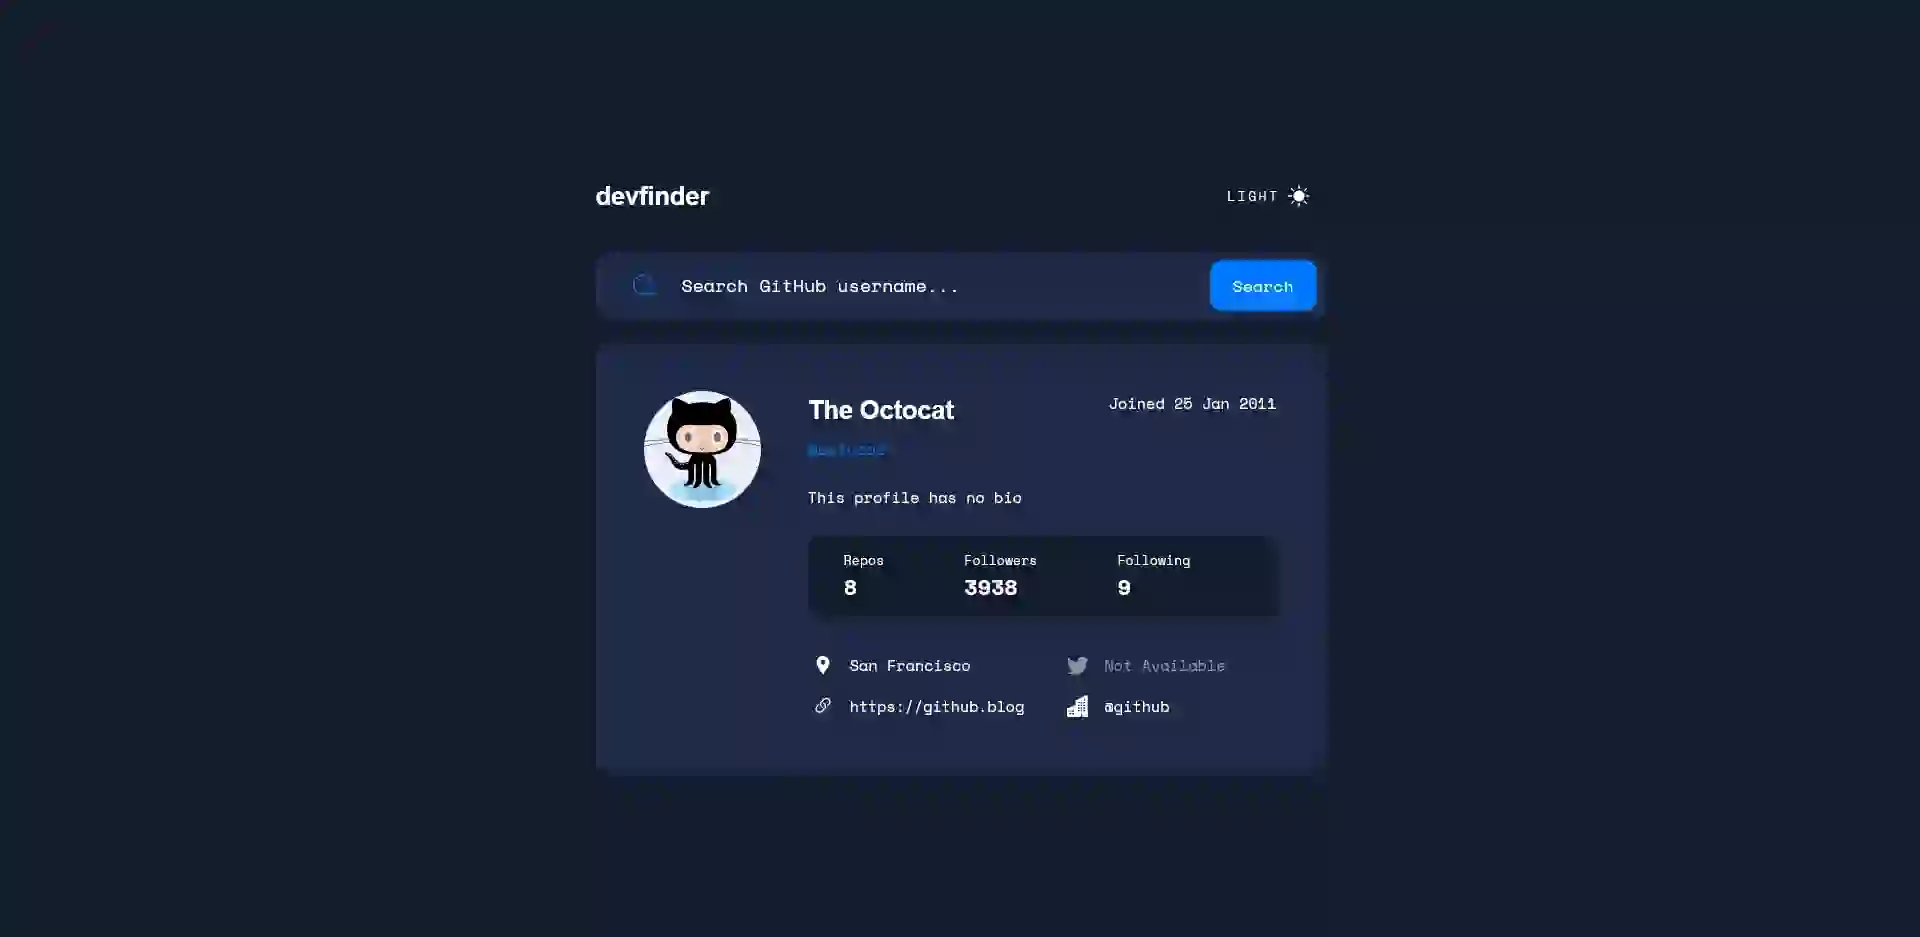 devfinder
LIGHT
Search GitHub username...
Search
The Octocat
Joined 25 Jan 2011
This profile has no bio
Repos Followers Following
8 3938 9
San Francisco
Not Available
https://github.blog
@github